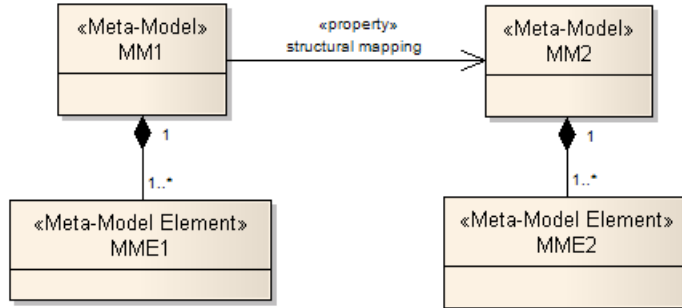 «Meta-Model»
MM1
«property»
structural mapping
«Meta-Model»
MM2
1
1
1..*
1..*
«Meta-Model Element»
MME1
«Meta-Model Element»
MME2